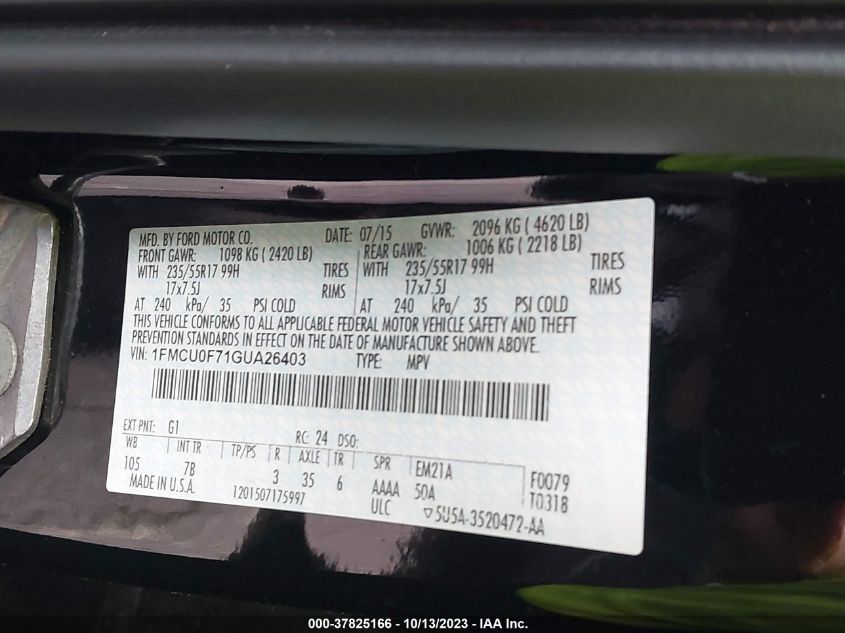 MFD. BY FORD MOTOR CO. DATE: 07/15 GVWR: 2096 KG ( 4620 LB)
FRONT GAWR: 1098 KG ( 2420 LB) REAR GAWR: 1006 KG ( 2218 LB)
WITH 235/55R17 99H TIRES WITH 235/55R17 99H TIRES
17x7.5J RIMS 17x7.5J RIMS
AT 240 kPa/ 35 PSI COLD AT 240 kPa/ 35 PSI COLD
THIS VEHICLE CONFORMS TO ALL APPLICABLE FEDERAL MOTOR VEHICLE SAFETY AND THEFT
PREVENTION STANDARDS IN EFFECT ON THE DATE OF MANUFACTURE SHOWN ABOVE.
VIN: 1FMCU0F71GUA26403 TYPE: MPV
EXT PNT: G1 RC: 24 DSO:
WB INT TR TP/PS R AXLE TR SPR EM21A F0079
105 7B 3 35 6 AAAA 50A T0318
MADE IN U.S.A. 1201507175997 ULC ▽5U5A-3520472-AA
000-37825166 - 10/13/2023 - IAA Inc.